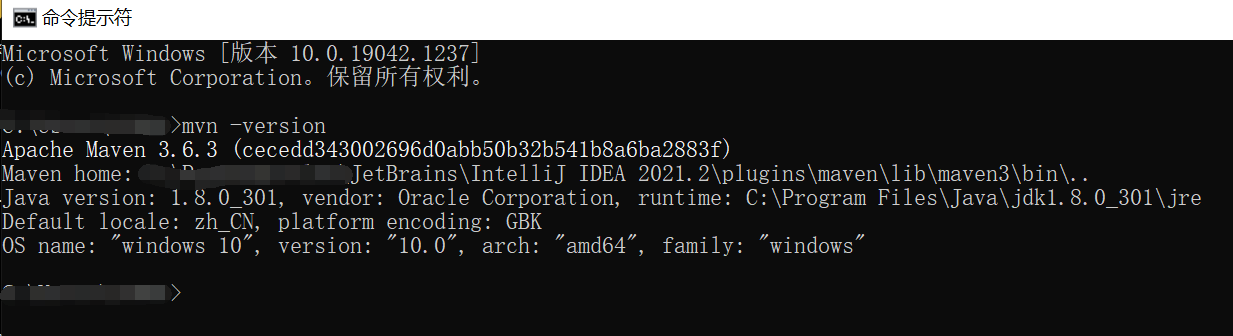 命令提示符
Microsoft Windows [版本 10.0.19042.1237]
(c) Microsoft Corporation。保留所有权利。
>mvn -version
Apache Maven 3.6.3 (cecedd343002696d0abb50b32b541b8a6ba2883f)
Maven home: \JetBrains\IntelliJ IDEA 2021.2\plugins\maven\lib\maven3\bin\..
Java version: 1.8.0_301, vendor: Oracle Corporation, runtime: C:\Program Files\Java\jdk1.8.0_301\jre
Default locale: zh_CN, platform encoding: GBK
OS name: "windows 10", version: "10.0", arch: "amd64", family: "windows"
>